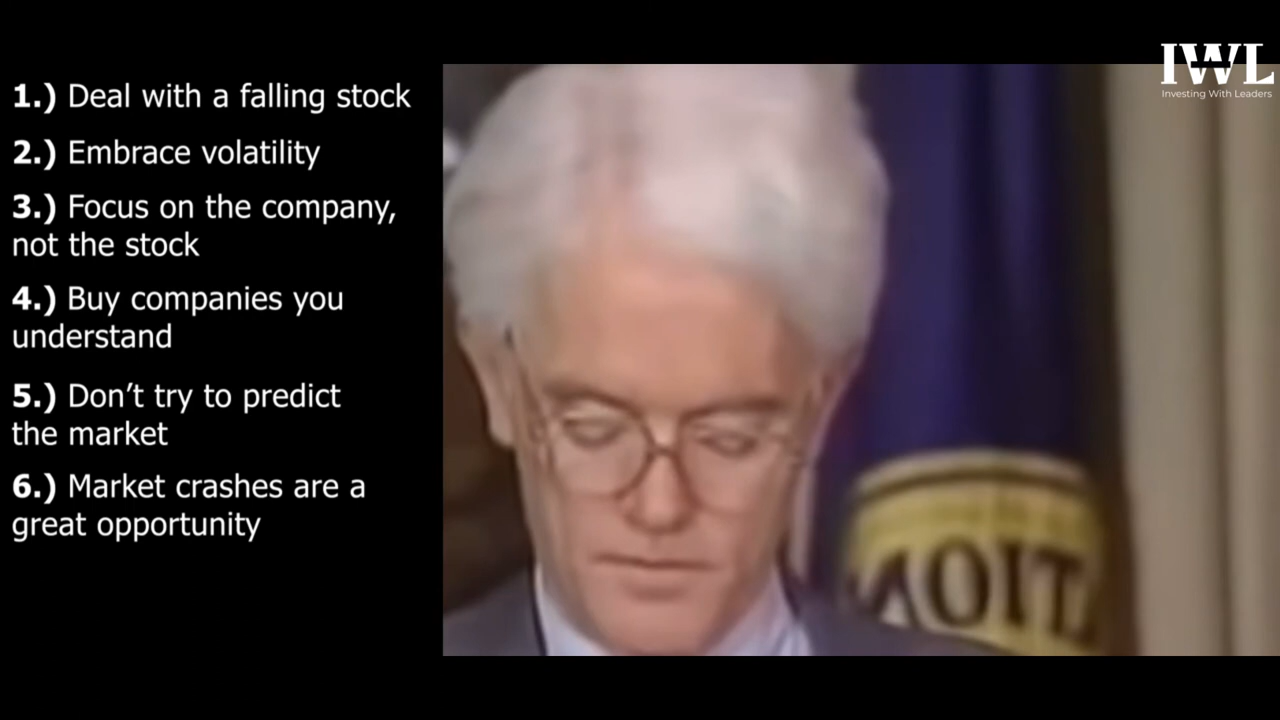 1.) Deal with a falling stock
2.) Embrace volatility
3.) Focus on the company,
not the stock
4.) Buy companies you
understand
5.) Don’t try to predict
the market
6.) Market crashes are a
great opportunity
IWL
Investing With Leaders